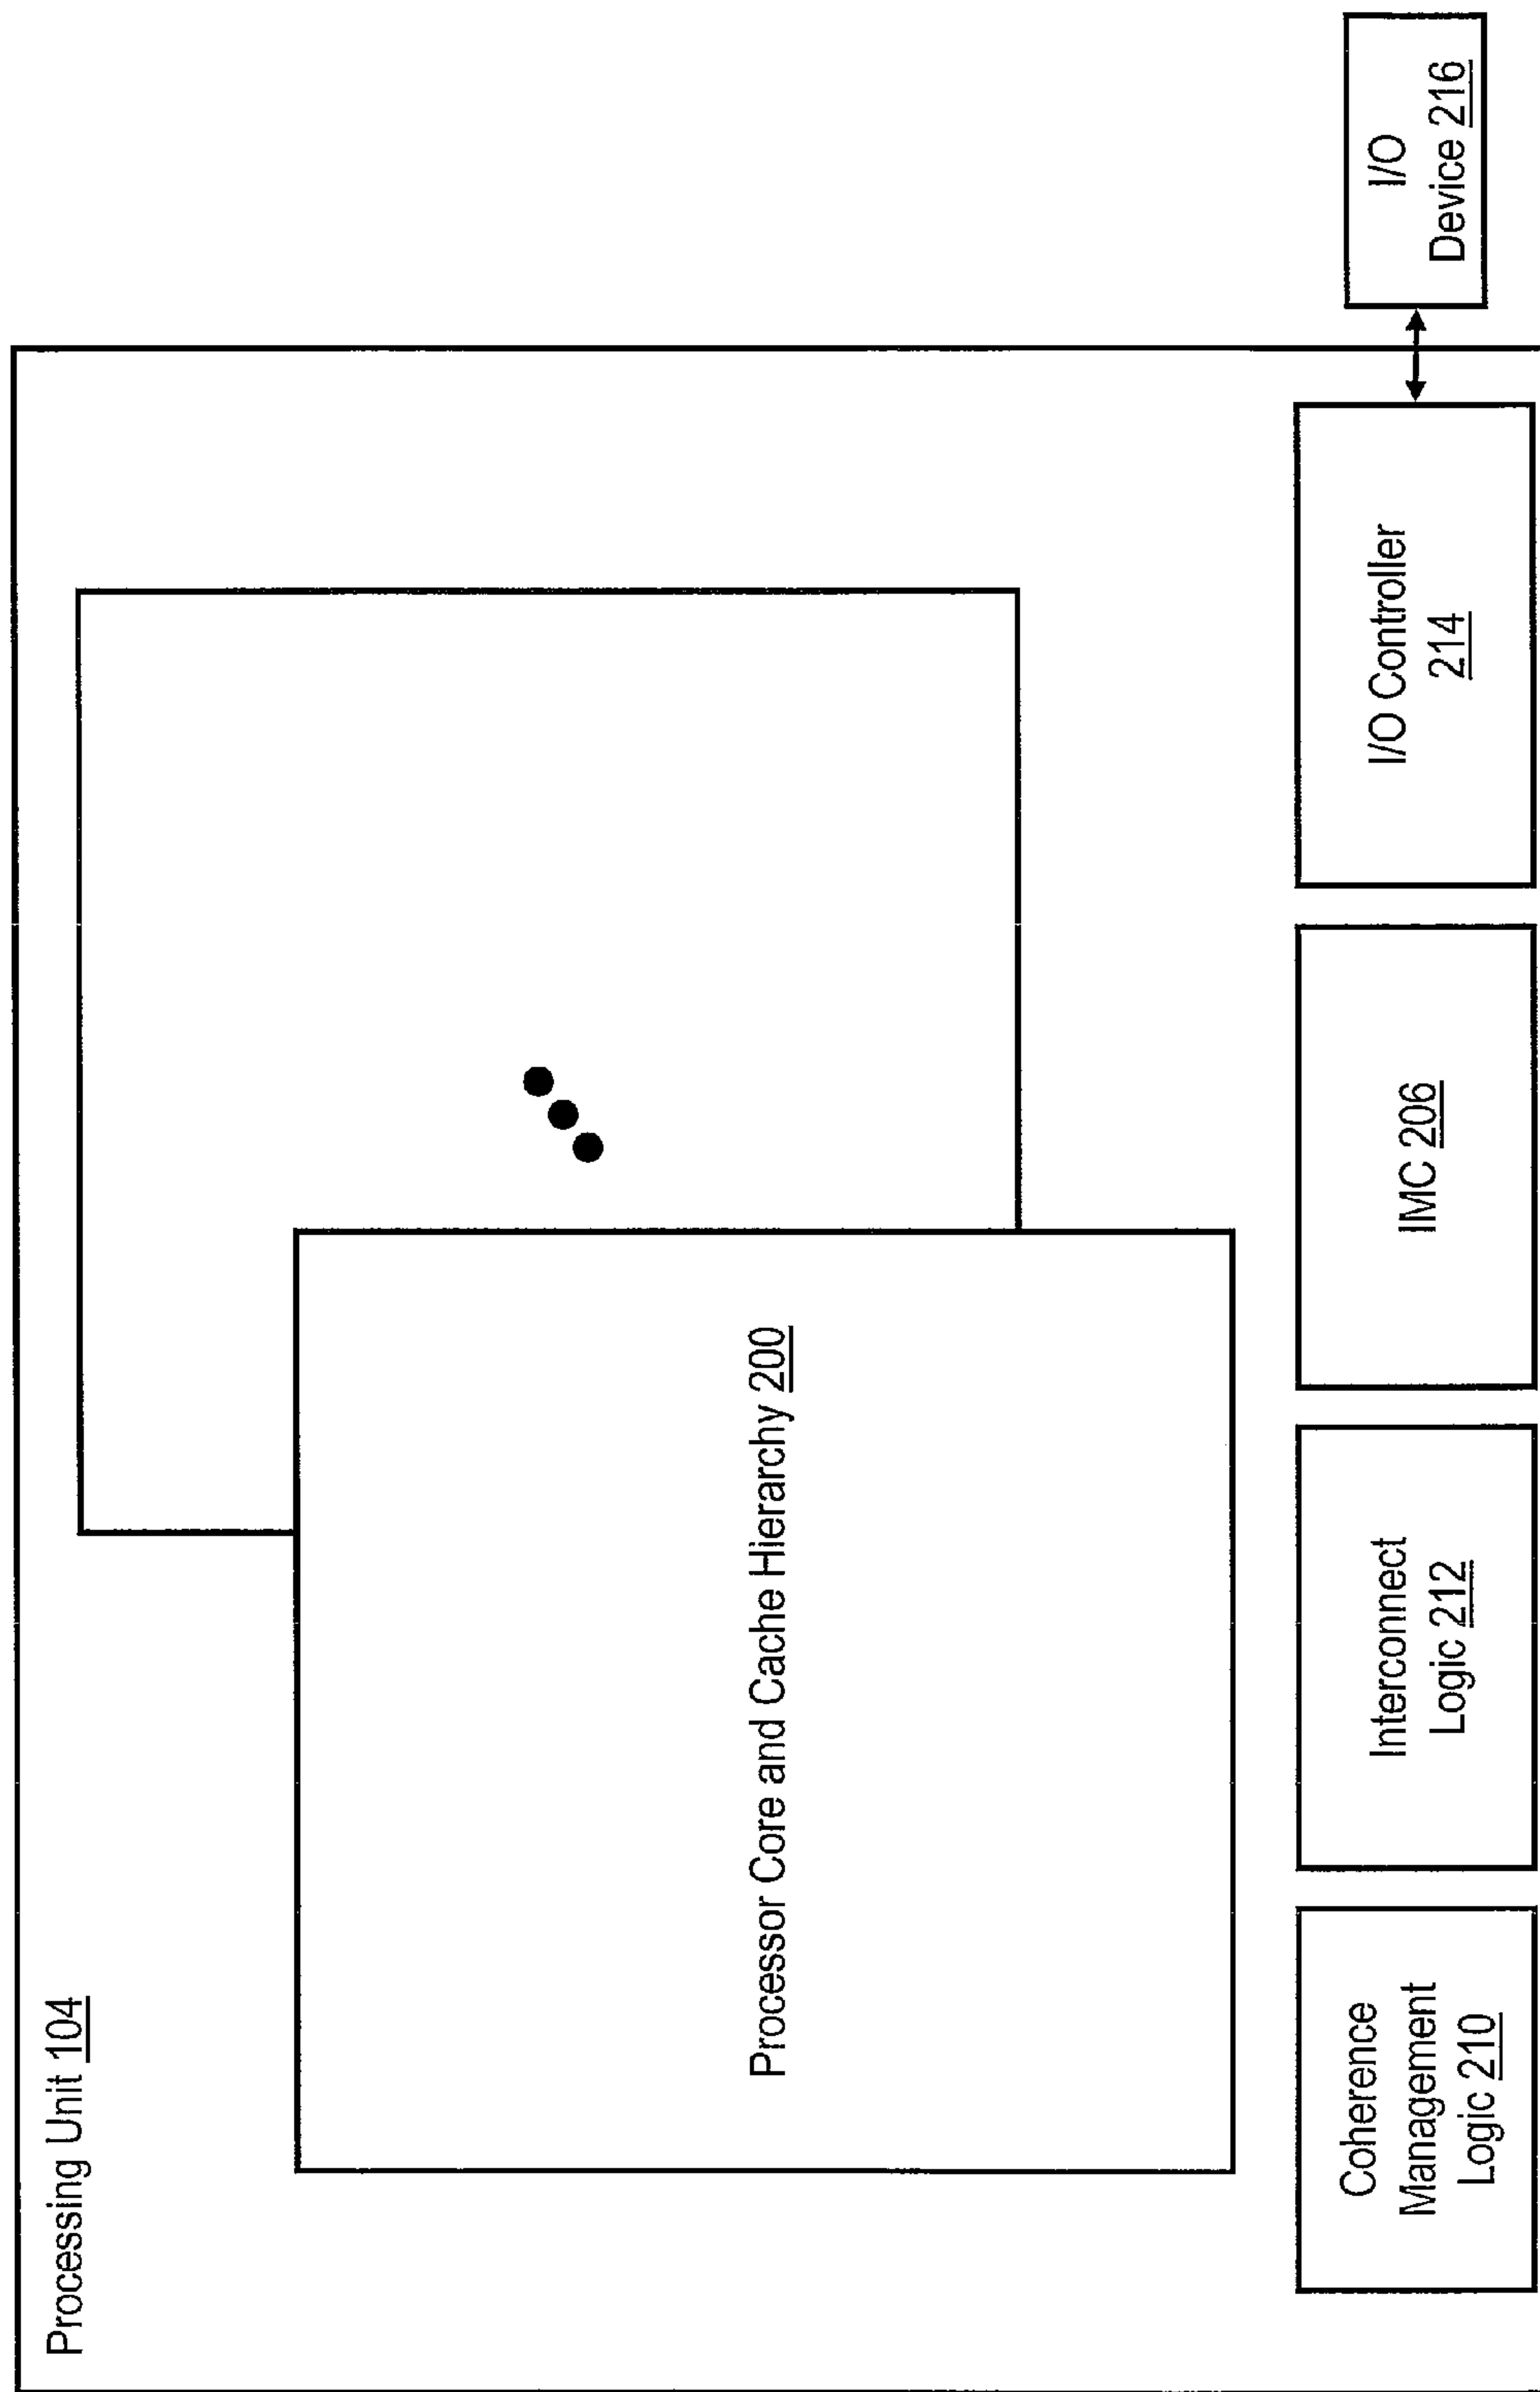 Processing Unit 104
Processor Core and Cache Hierarchy 200
Coherence
Management
Logic 210
Interconnect
Logic 212
IMC 206
I/O Controller
214
I/O
Device 216